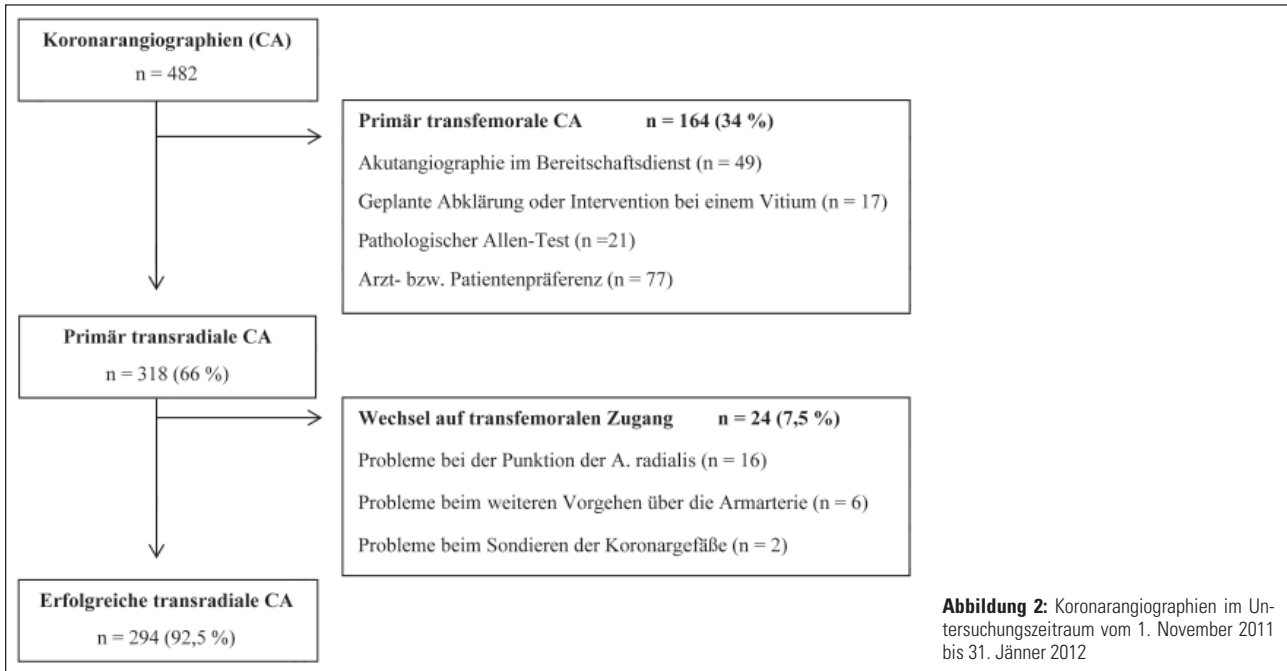 Koronarangiographien (CA)
n = 482
Primär transfemorale CA n = 164 (34 %)
Akutangiographie im Bereitschaftsdienst (n = 49)
Geplante Abklärung oder Intervention bei einem Vitium (n = 17)
Pathologischer Allen-Test (n =21)
Arzt- bzw. Patientenpräferenz (n = 77)
Primär transradiale CA
n = 318 (66 %)
Wechsel auf transfemoralen Zugang n = 24 (7,5 %)
Probleme bei der Punktion der A. radialis (n = 16)
Probleme beim weiteren Vorgehen über die Armarterie (n = 6)
Probleme beim Sondieren der Koronargefäße (n = 2)
Erfolgreiche transradiale CA
n = 294 (92,5 %)
Abbildung 2: Koronarangiographien im Un-
tersuchungszeitraum vom 1. November 2011
bis 31. Jänner 2012